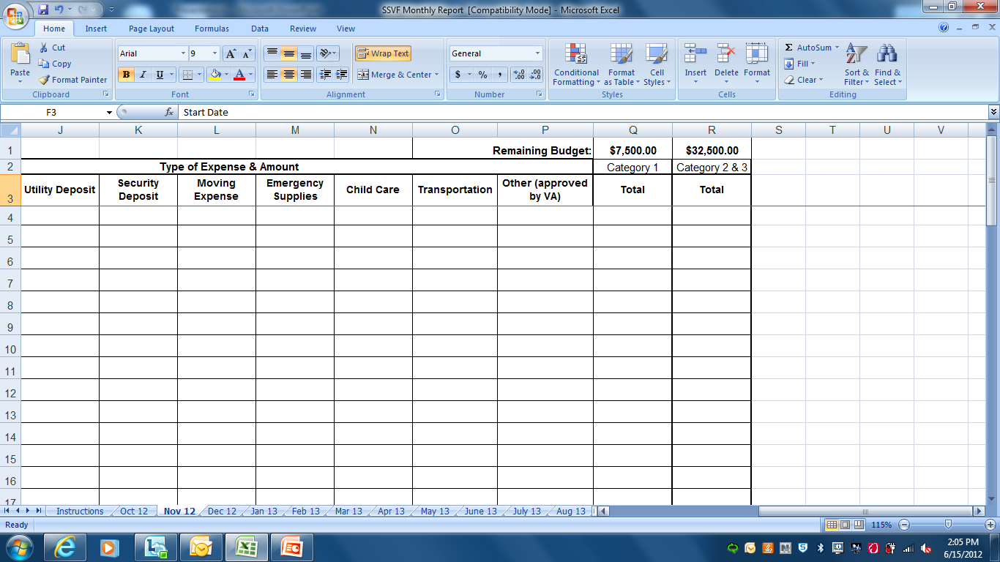 SSVF Monthly Report [Compatibility Mode] - Microsoft Excel
Home Insert Page Layout Formulas Data Review View
Paste
Cut
Copy
Format Painter
Clipboard
Arial 9
B I U
Font
Wrap Text
Merge & Center
Alignment
General
$ % ,
Number
Conditional Formatting
Format as Table
Cell Styles
Styles
Insert Delete Format
Cells
Σ AutoSum
Fill
Clear
Sort & Filter
Find & Select
Editing
F3 fx Start Date
J K L M N O P Q R S T U V
1 Remaining Budget: $7,500.00 $32,500.00
2 Type of Expense & Amount Category 1 Category 2 & 3
3 Utility Deposit Security Deposit Moving Expense Emergency Supplies Child Care Transportation Other (approved by VA) Total Total
4
5
6
7
8
9
10
11
12
13
14
15
16
17
Instructions Oct 12 Nov 12 Dec 12 Jan 13 Feb 13 Mar 13 Apr 13 May 13 June 13 July 13 Aug 13
Ready 115%
2:05 PM
6/15/2012